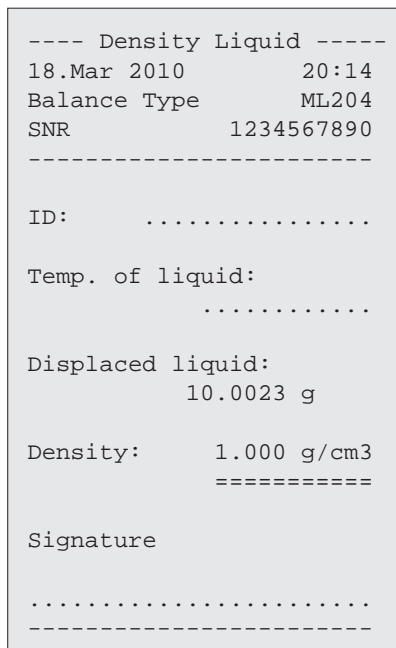 ---- Density Liquid -----
18.Mar 2010 20:14
Balance Type ML204
SNR 1234567890
------------------------
ID: ................
Temp. of liquid:
............
Displaced liquid:
10.0023 g
Density: 1.000 g/cm3
===========
Signature
........................
------------------------